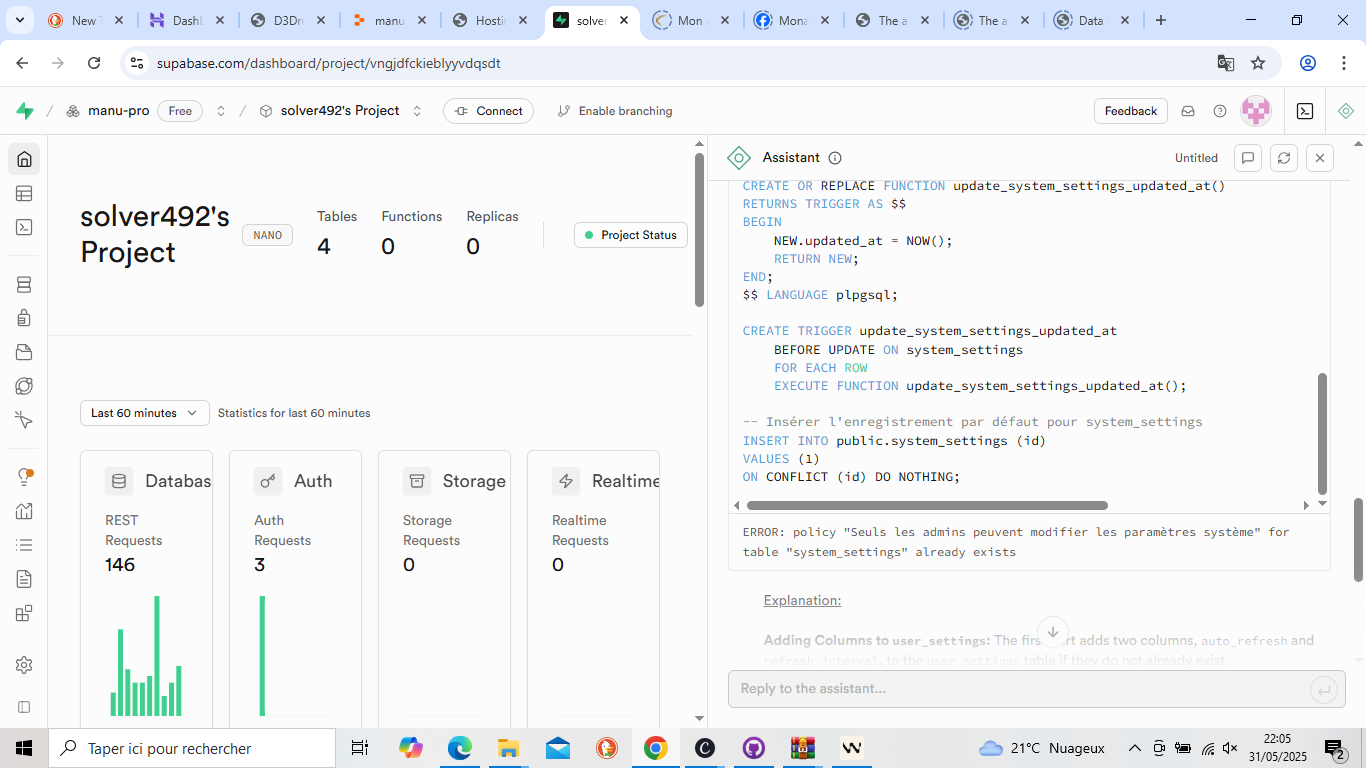 New T
Dashb
D3Dro
manu
Hostin
solver
Mon A
Mona
The a
The a
Data
supabase.com/dashboard/project/vngjdfckieblyyvdqsdt
manu-pro
Free
solver492's Project
Connect
Enable branching
Feedback
solver492's
Project
NANO
Tables
4
Functions
0
Replicas
0
Project Status
Last 60 minutes
Statistics for last 60 minutes
Databas
REST
Requests
146
Auth
Auth
Requests
3
Storage
Storage
Requests
0
Realtime
Realtime
Requests
0
Assistant
Untitled
CREATE OR REPLACE FUNCTION update_system_settings_updated_at()
RETURNS TRIGGER AS $$
BEGIN
    NEW.updated_at = NOW();
    RETURN NEW;
END;
$$ LANGUAGE plpgsql;
CREATE TRIGGER update_system_settings_updated_at
    BEFORE UPDATE ON system_settings
    FOR EACH ROW
    EXECUTE FUNCTION update_system_settings_updated_at();
-- Insérer l'enregistrement par défaut pour system_settings
INSERT INTO public.system_settings (id)
VALUES (1)
ON CONFLICT (id) DO NOTHING;
ERROR: policy "Seuls les admins peuvent modifier les paramètres système" for
table "system_settings" already exists
Explanation:
Adding Columns to user_settings: The first part adds two columns, auto_refresh and
refresh_interval, to the user_settings table if they do not already exist.
Reply to the assistant...
Taper ici pour rechercher
21°C Nuageux
22:05
31/05/2025
2